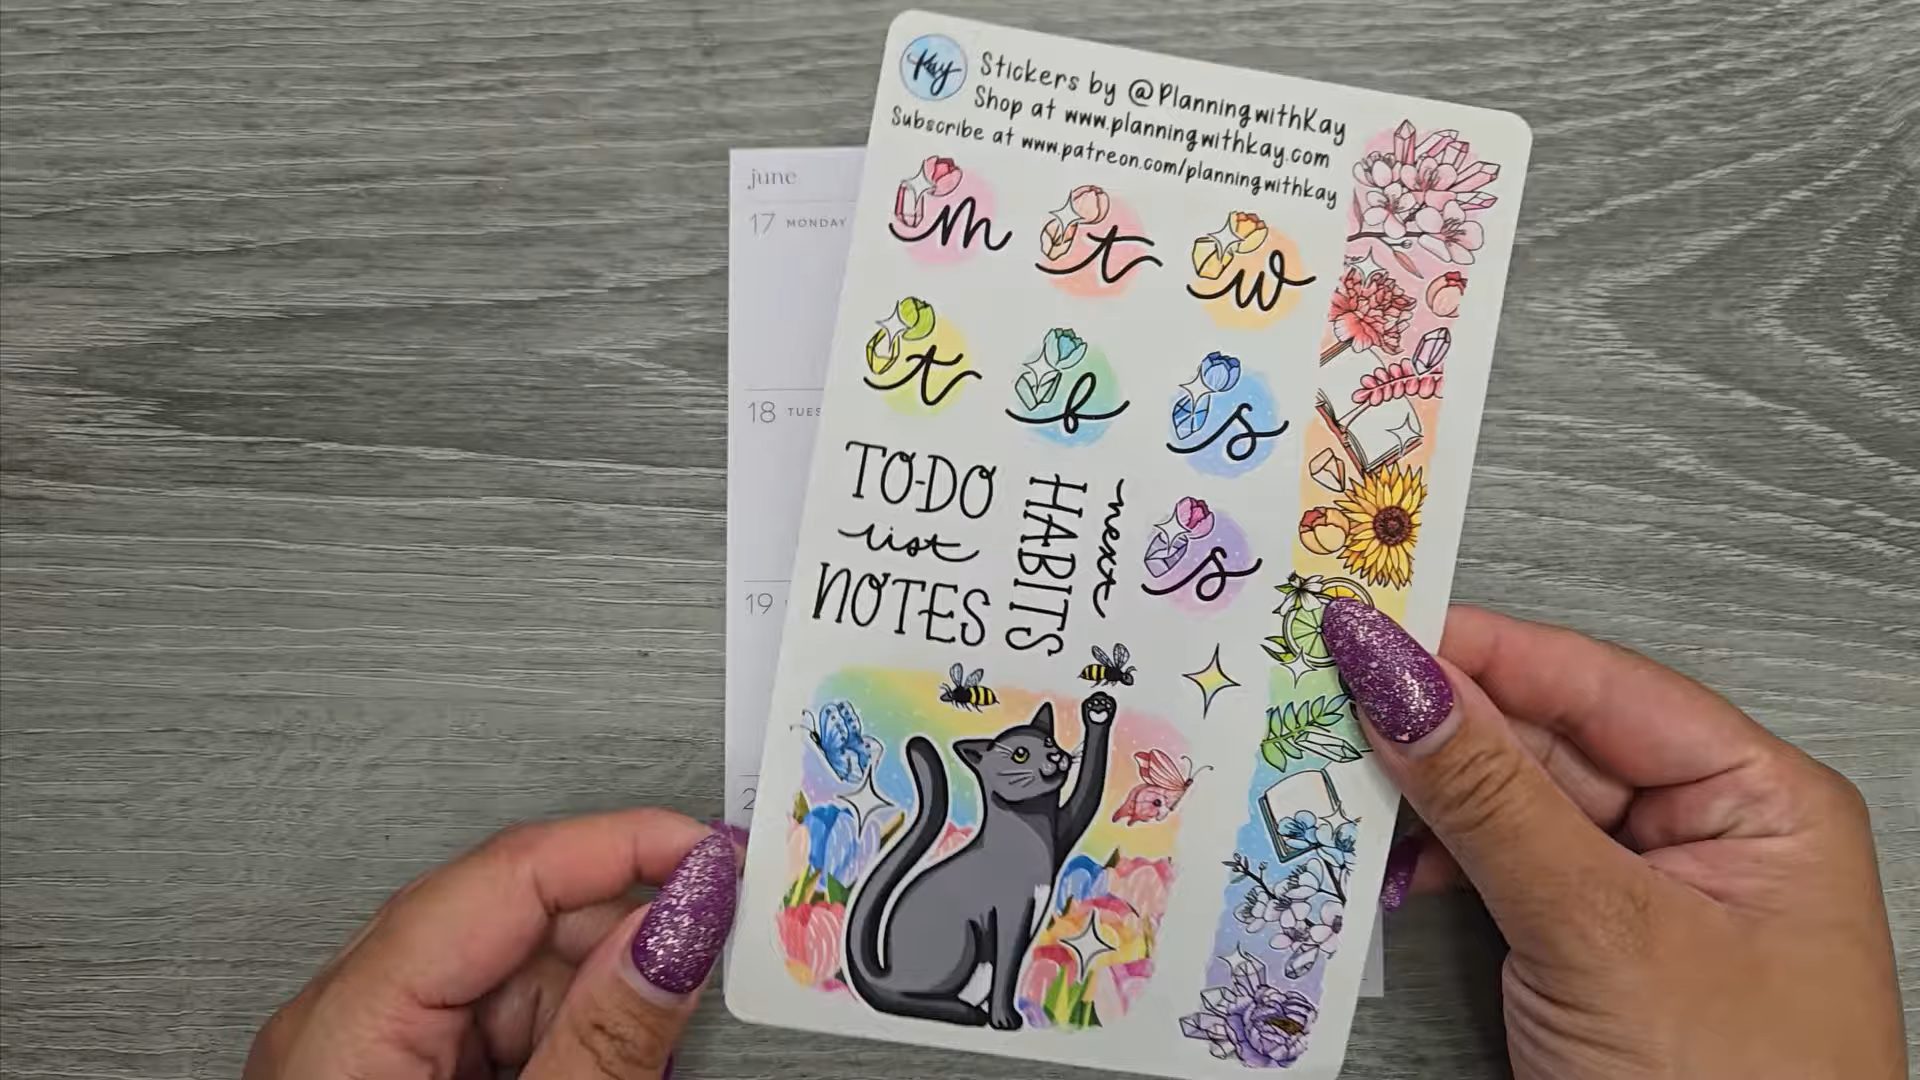 Kay
Stickers by @PlanningwithKay
Shop at www.planningwithkay.com
Subscribe at www.patreon.com/planningwithkay
june
17 MONDAY
m t w
t f s
18
TO-DO
list
NOTES
HABITS
next
s
19